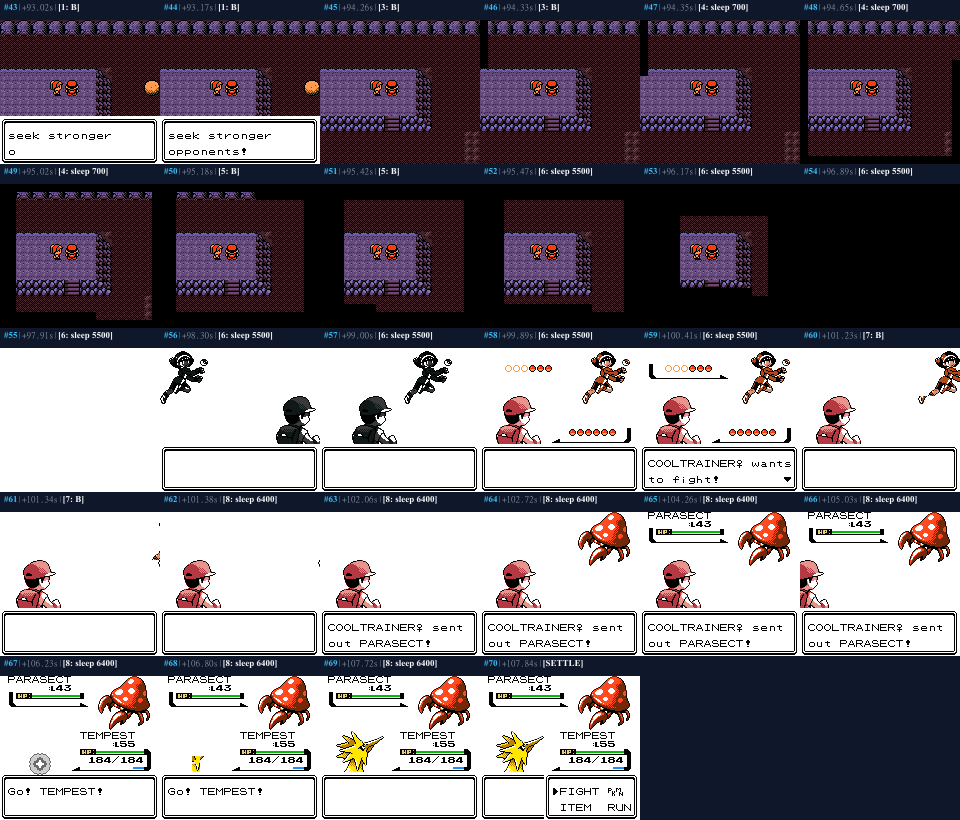 #43|+93.02s|[1: B]
#44|+93.17s|[1: B]
#45|+94.26s|[3: B]
#46|+94.33s|[3: B]
#47|+94.35s|[4: sleep 700]
#48|+94.65s|[4: sleep 700]
seek stronger
o
seek stronger
opponents!
#49|+95.02s|[4: sleep 700]
#50|+95.18s|[5: B]
#51|+95.42s|[5: B]
#52|+95.47s|[6: sleep 5500]
#53|+96.17s|[6: sleep 5500]
#54|+96.89s|[6: sleep 5500]
#55|+97.91s|[6: sleep 5500]
#56|+98.30s|[6: sleep 5500]
#57|+99.00s|[6: sleep 5500]
#58|+99.89s|[6: sleep 5500]
#59|+100.41s|[6: sleep 5500]
#60|+101.23s|[7: B]
COOLTRAINER♀ wants
to fight!
#61|+101.34s|[7: B]
#62|+101.38s|[8: sleep 6400]
#63|+102.06s|[8: sleep 6400]
#64|+102.72s|[8: sleep 6400]
#65|+104.26s|[8: sleep 6400]
#66|+105.03s|[8: sleep 6400]
COOLTRAINER♀ sent
out PARASECT!
COOLTRAINER♀ sent
out PARASECT!
PARASECT
:L43
HP:
COOLTRAINER♀ sent
out PARASECT!
PARASECT
:L43
HP:
COOLTRAINER♀ sent
out PARASECT!
#67|+106.23s|[8: sleep 6400]
#68|+106.80s|[8: sleep 6400]
#69|+107.72s|[8: sleep 6400]
#70|+107.84s|[SETTLE]
PARASECT
:L43
HP:
TEMPEST
:L55
HP:
184/184
Go! TEMPEST!
PARASECT
:L43
HP:
TEMPEST
:L55
HP:
184/184
Go! TEMPEST!
PARASECT
:L43
HP:
TEMPEST
:L55
HP:
184/184
PARASECT
:L43
HP:
TEMPEST
:L55
HP:
184/184
▶FIGHT PKMN
ITEM RUN